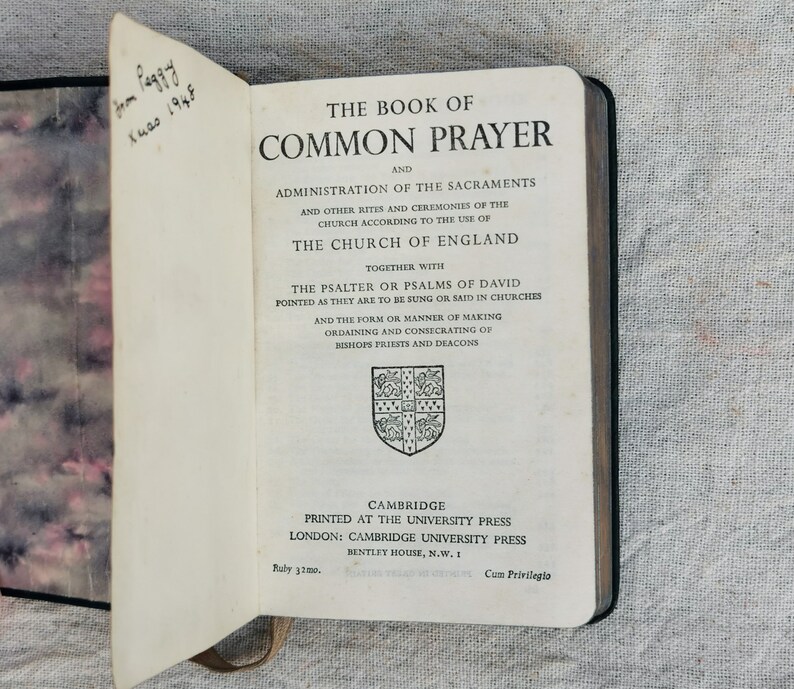 from Peggy
Xmas 1948
THE BOOK OF
COMMON PRAYER
AND
ADMINISTRATION OF THE SACRAMENTS
AND OTHER RITES AND CEREMONIES OF THE
CHURCH ACCORDING TO THE USE OF
THE CHURCH OF ENGLAND
TOGETHER WITH
THE PSALTER OR PSALMS OF DAVID
POINTED AS THEY ARE TO BE SUNG OR SAID IN CHURCHES
AND THE FORM OR MANNER OF MAKING
ORDAINING AND CONSECRATING OF
BISHOPS PRIESTS AND DEACONS
CAMBRIDGE
PRINTED AT THE UNIVERSITY PRESS
LONDON: CAMBRIDGE UNIVERSITY PRESS
BENTLEY HOUSE, N.W. 1
Ruby 32mo. Cum Privilegio